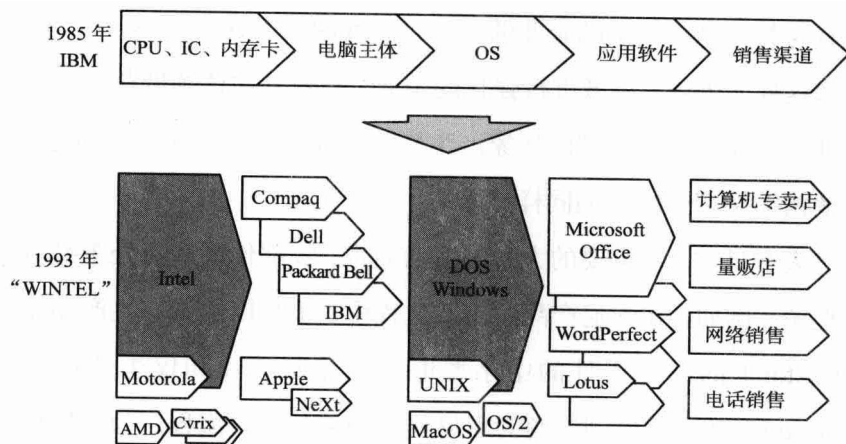 1985 年
IBM
CPU、IC、内存卡
电脑主体
OS
应用软件
销售渠道
1993 年
“WINTEL”
Intel
Motorola
AMD
Cvrix
Compaq
Dell
Packard Bell
IBM
Apple
NeXt
DOS
Windows
UNIX
MacOS
OS/2
Microsoft
Office
WordPerfect
Lotus
计算机专卖店
量贩店
网络销售
电话销售